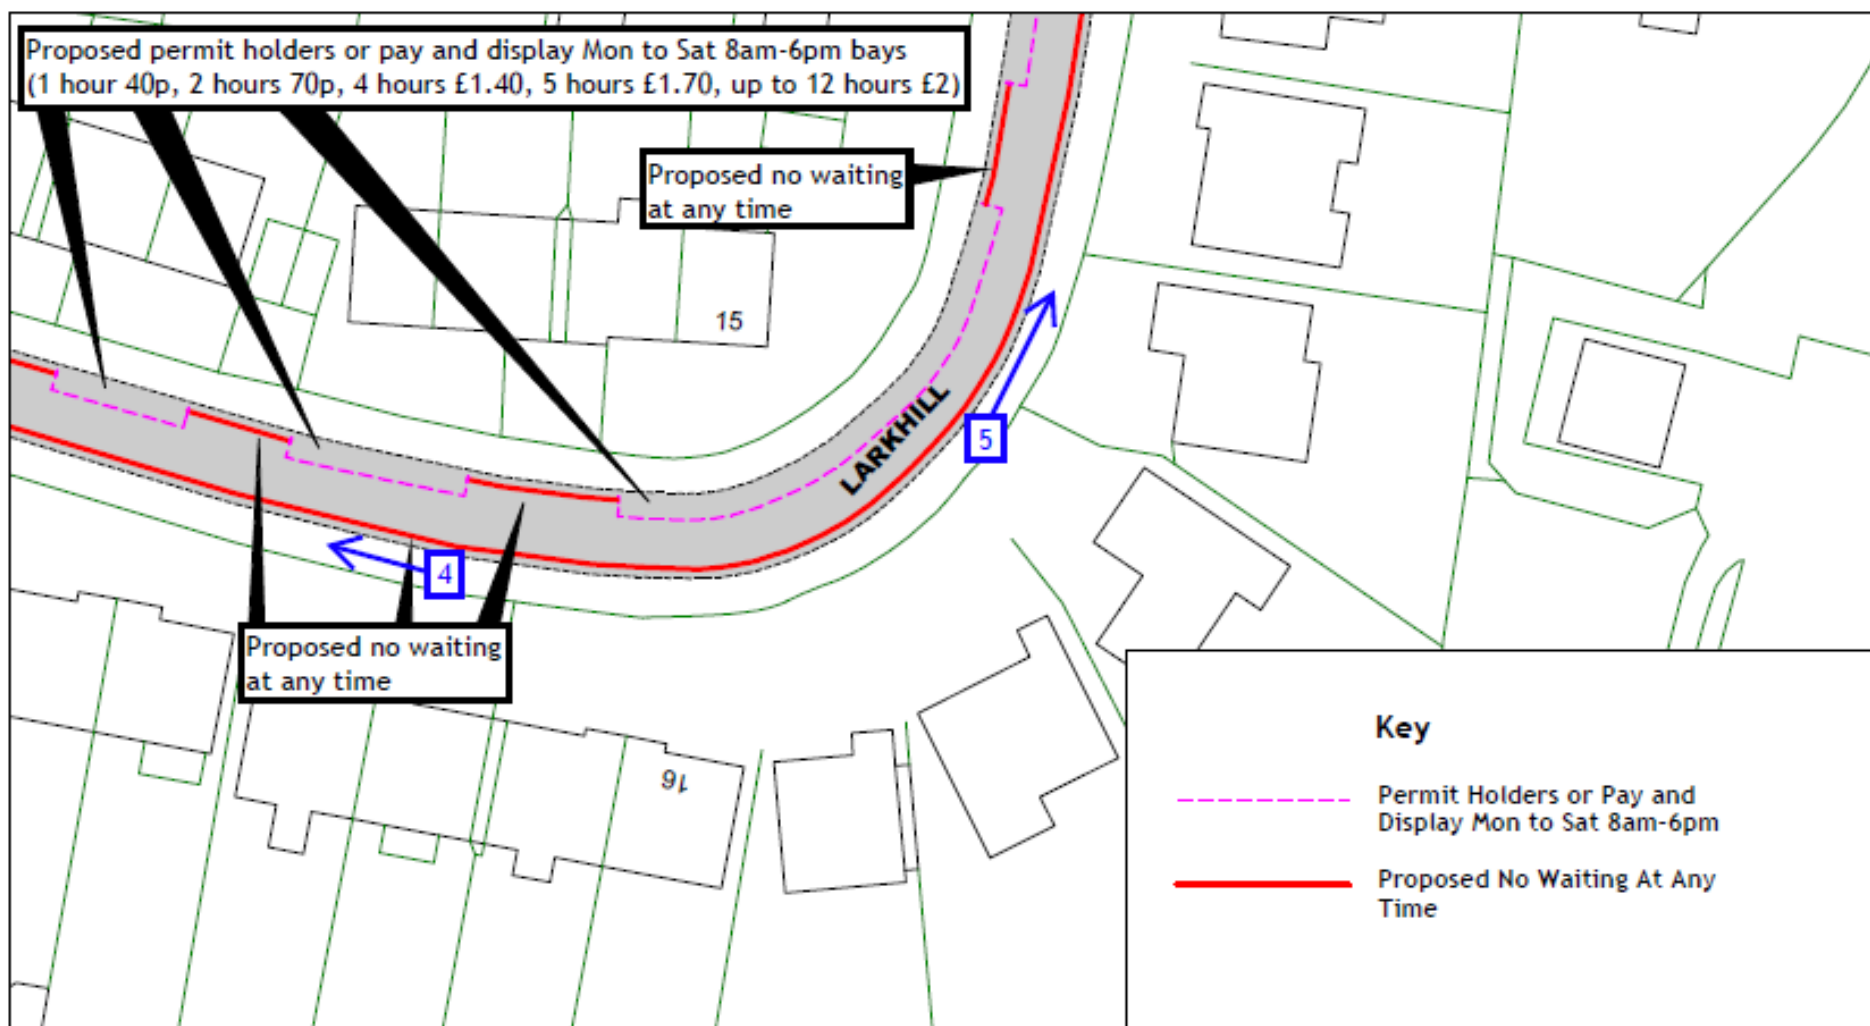 Proposed permit holders or pay and display Mon to Sat 8am-6pm bays
(1 hour 40p, 2 hours 70p, 4 hours £1.40, 5 hours £1.70, up to 12 hours £2)
Proposed no waiting
at any time
15
LARKHILL
5
4
Proposed no waiting
at any time
16
Key
Permit Holders or Pay and
Display Mon to Sat 8am-6pm
Proposed No Waiting At Any
Time